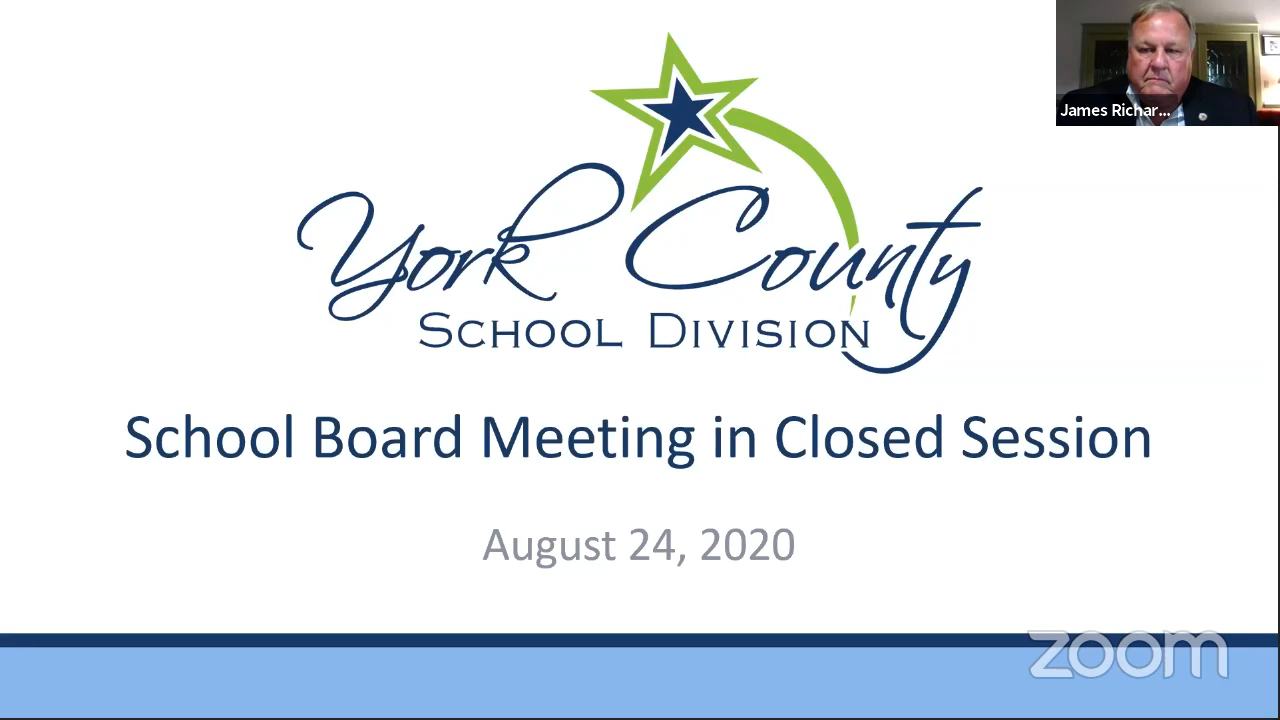 James Richar...
York County
SCHOOL DIVISION
School Board Meeting in Closed Session
August 24, 2020
zoom